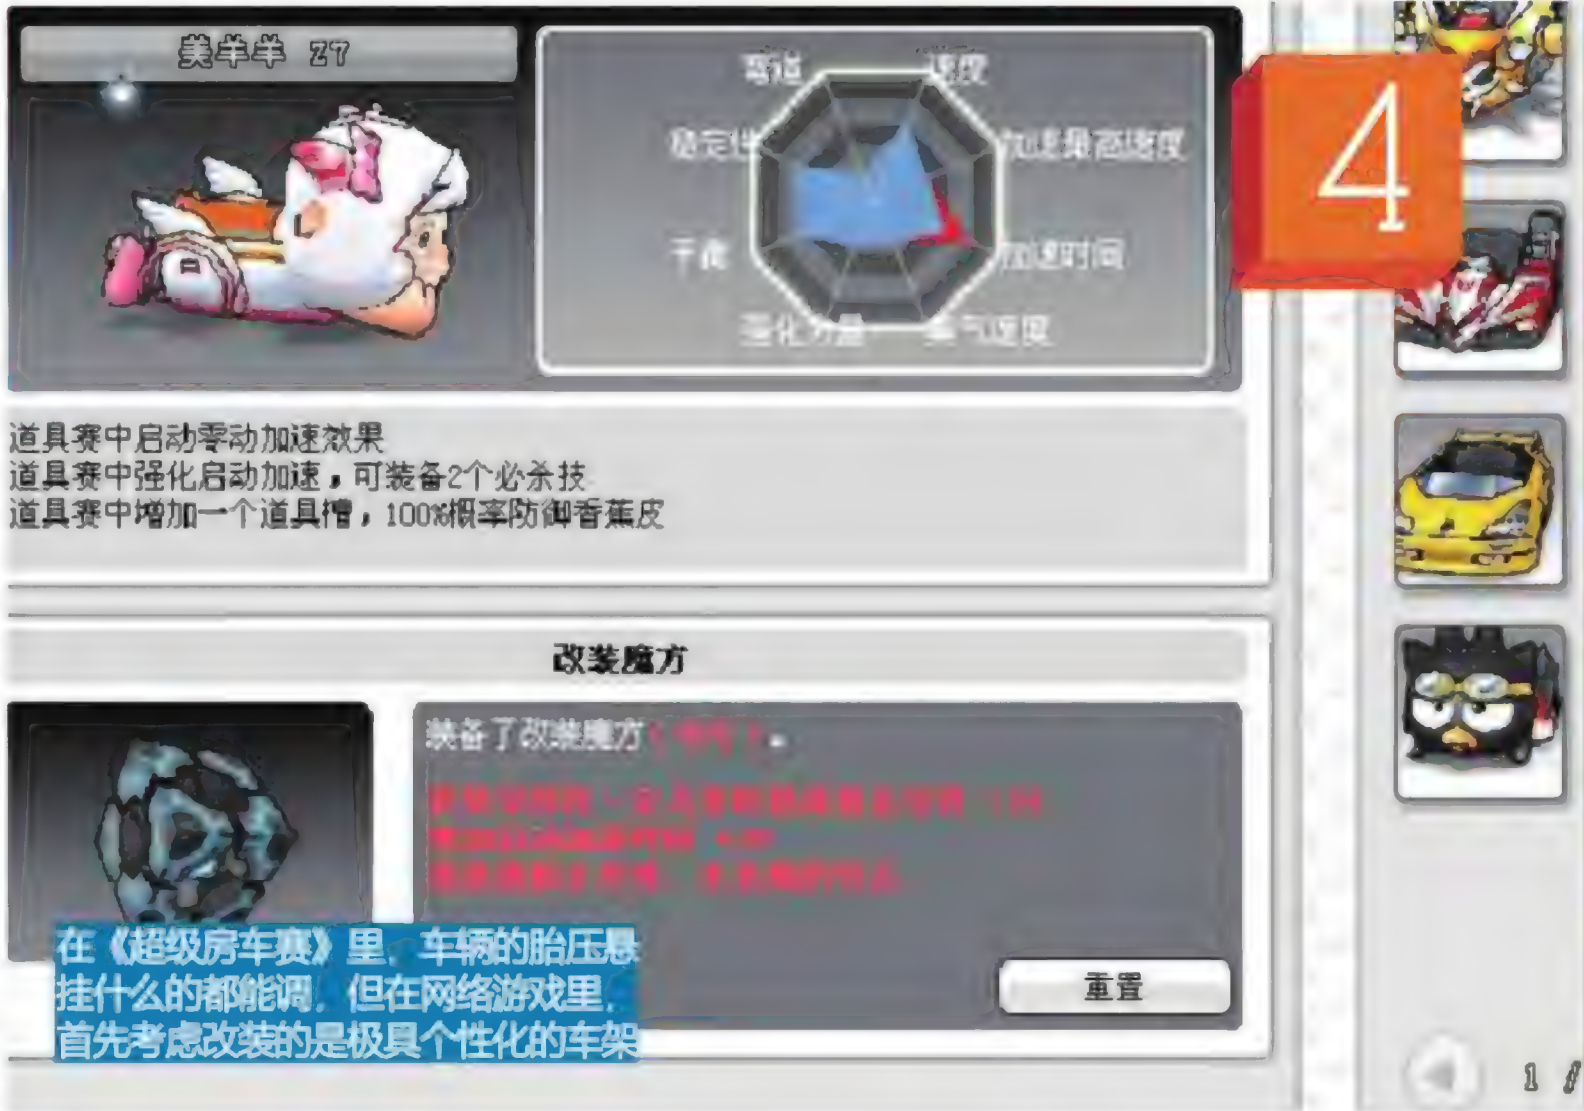 美羊羊 Z7
弯道 速度
稳定性 加速最高速度
平衡 加速时间
强化力量 集气速度
4
道具赛中启动零动加速效果
道具赛中强化启动加速，可装备2个必杀技
道具赛中增加一个道具槽，100%概率防御香蕉皮
改装魔方
装备了改装魔方
重置
在《超级房车赛》里，车辆的胎压悬
挂什么的都能调，但在网络游戏里，
首先考虑改装的是极具个性化的车架
1 /